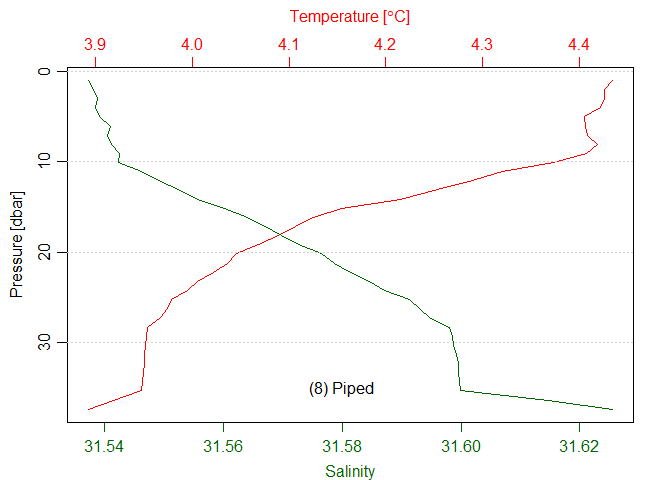 Temperature [°C]
3.9 4.0 4.1 4.2 4.3 4.4
0
10
20
30
Pressure [dbar]
(8) Piped
31.54 31.56 31.58 31.60 31.62
Salinity